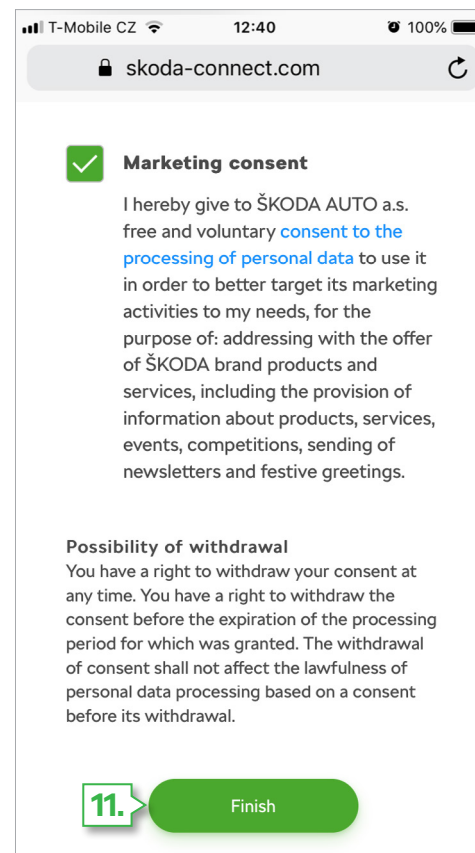 T-Mobile CZ 12:40 100%
skoda-connect.com
Marketing consent
I hereby give to ŠKODA AUTO a.s.
free and voluntary consent to the
processing of personal data to use it
in order to better target its marketing
activities to my needs, for the
purpose of: addressing with the offer
of ŠKODA brand products and
services, including the provision of
information about products, services,
events, competitions, sending of
newsletters and festive greetings.
Possibility of withdrawal
You have a right to withdraw your consent at
any time. You have a right to withdraw the
consent before the expiration of the processing
period for which was granted. The withdrawal
of consent shall not affect the lawfulness of
personal data processing based on a consent
before its withdrawal.
11. Finish